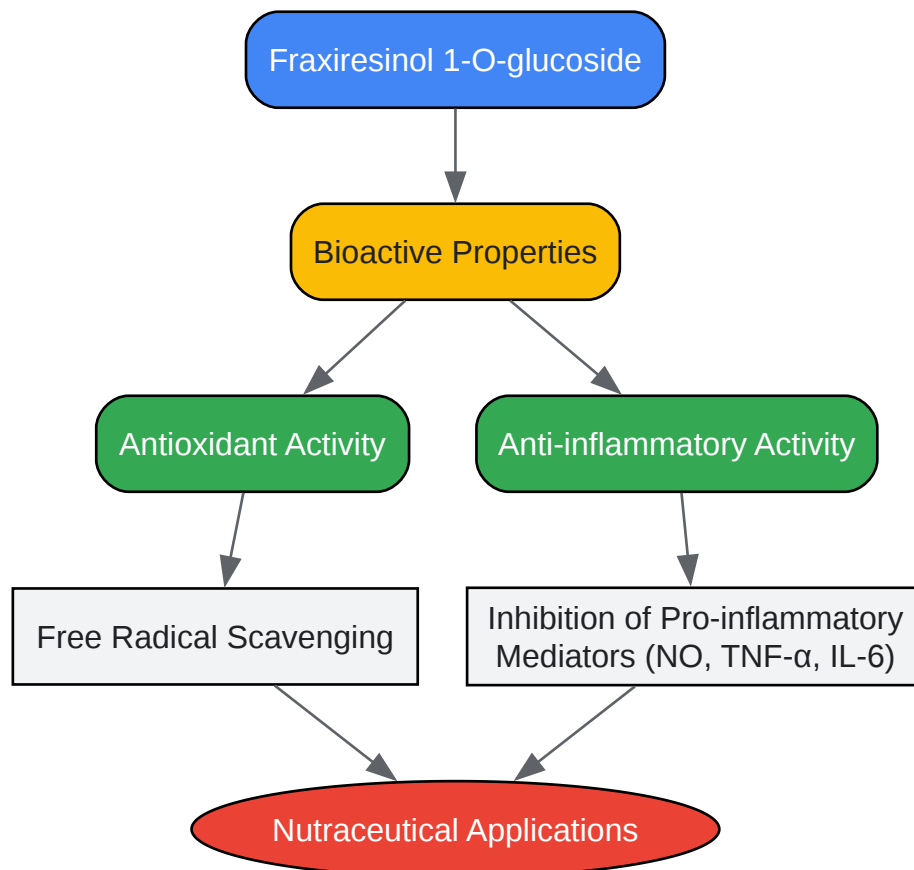 Fraxiresinol 1-O-glucoside
Bioactive Properties
Antioxidant Activity
Anti-inflammatory Activity
Free Radical Scavenging
Inhibition of Pro-inflammatory
Mediators (NO, TNF-α, IL-6)
Nutraceutical Applications